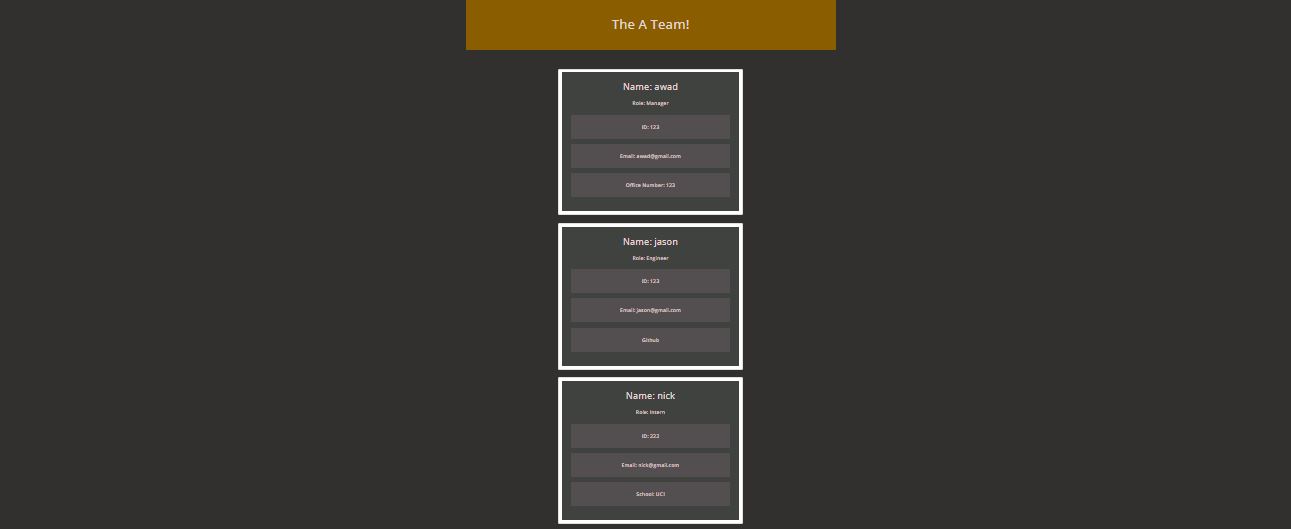 The A Team!
Name: awad
Role: Manager
ID: 123
Email: awad@gmail.com
Office Number: 123
Name: jason
Role: Engineer
ID: 123
Email: jason@gmail.com
Github
Name: nick
Role: Intern
ID: 222
Email: nick@gmail.com
School: UCI